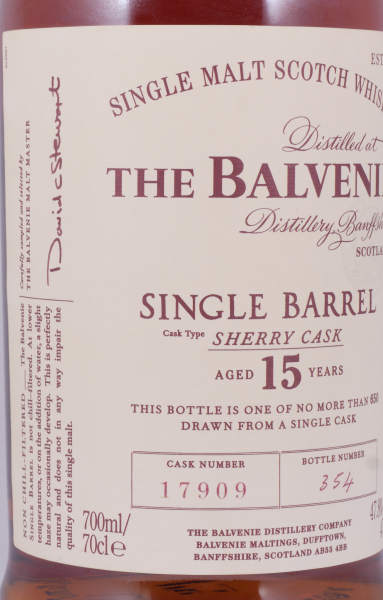 SINGLE MALT SCOTCH
Distilled at
THE BALVENIE
Distillery, Banffshire
SINGLE BARREL
Cask Type SHERRY CASK
AGED 15 YEARS
THIS BOTTLE IS ONE OF NO MORE THAN 650
DRAWN FROM A SINGLE CASK
CASK NUMBER
17909
BOTTLE NUMBER
354
700ml/
70cl e
THE BALVENIE DISTILLERY COMPANY
BALVENIE MALTINGS, DUFFTOWN,
BANFFSHIRE, SCOTLAND AB55 4BB
Carefully sampled and selected by
THE BALVENIE MALT MASTER
David C Stewart
NON CHILL-FILTERED — The Balvenie
SINGLE BARREL is not chill-filtered. At lower
temperatures, or on the addition of water, a slight
haze may occasionally develop. This is perfectly
natural and does not in any way impair the
quality of this single malt.